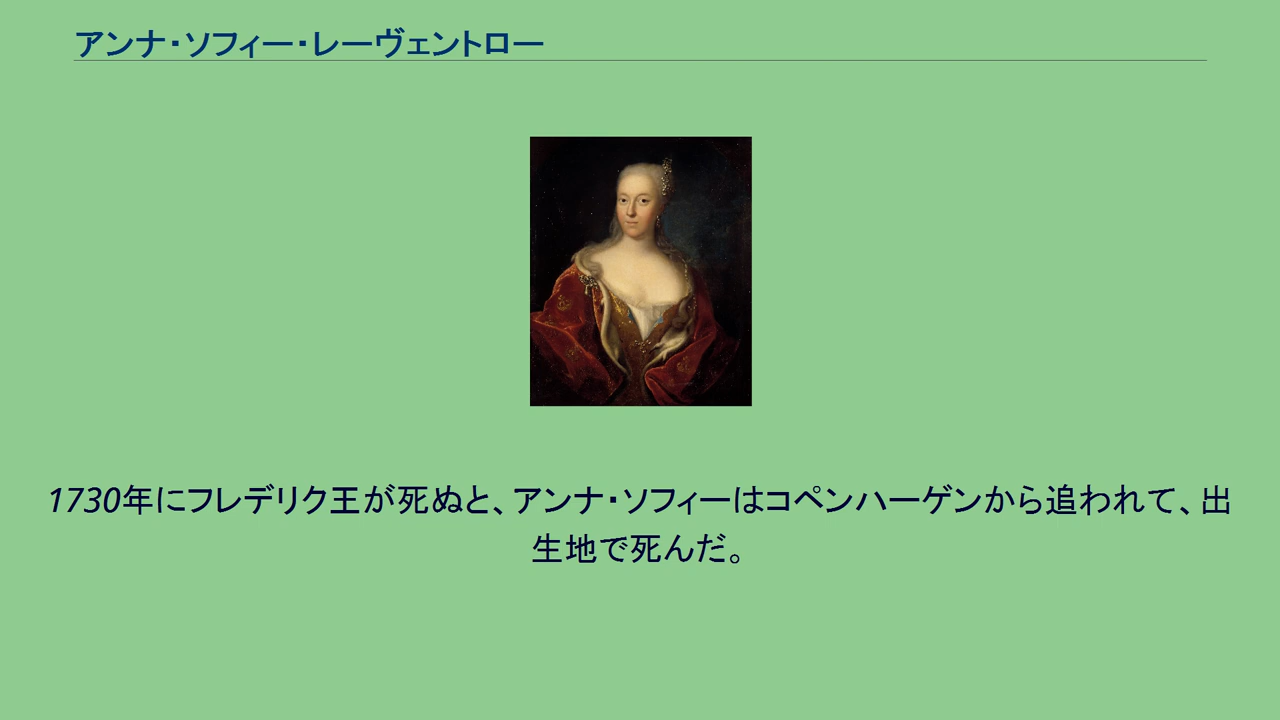 アンナ・ソフィー・レーヴェントロー
1730年にフレデリク王が死ぬと、アンナ・ソフィーはコペンハーゲンから追われて、出
生地で死んだ。